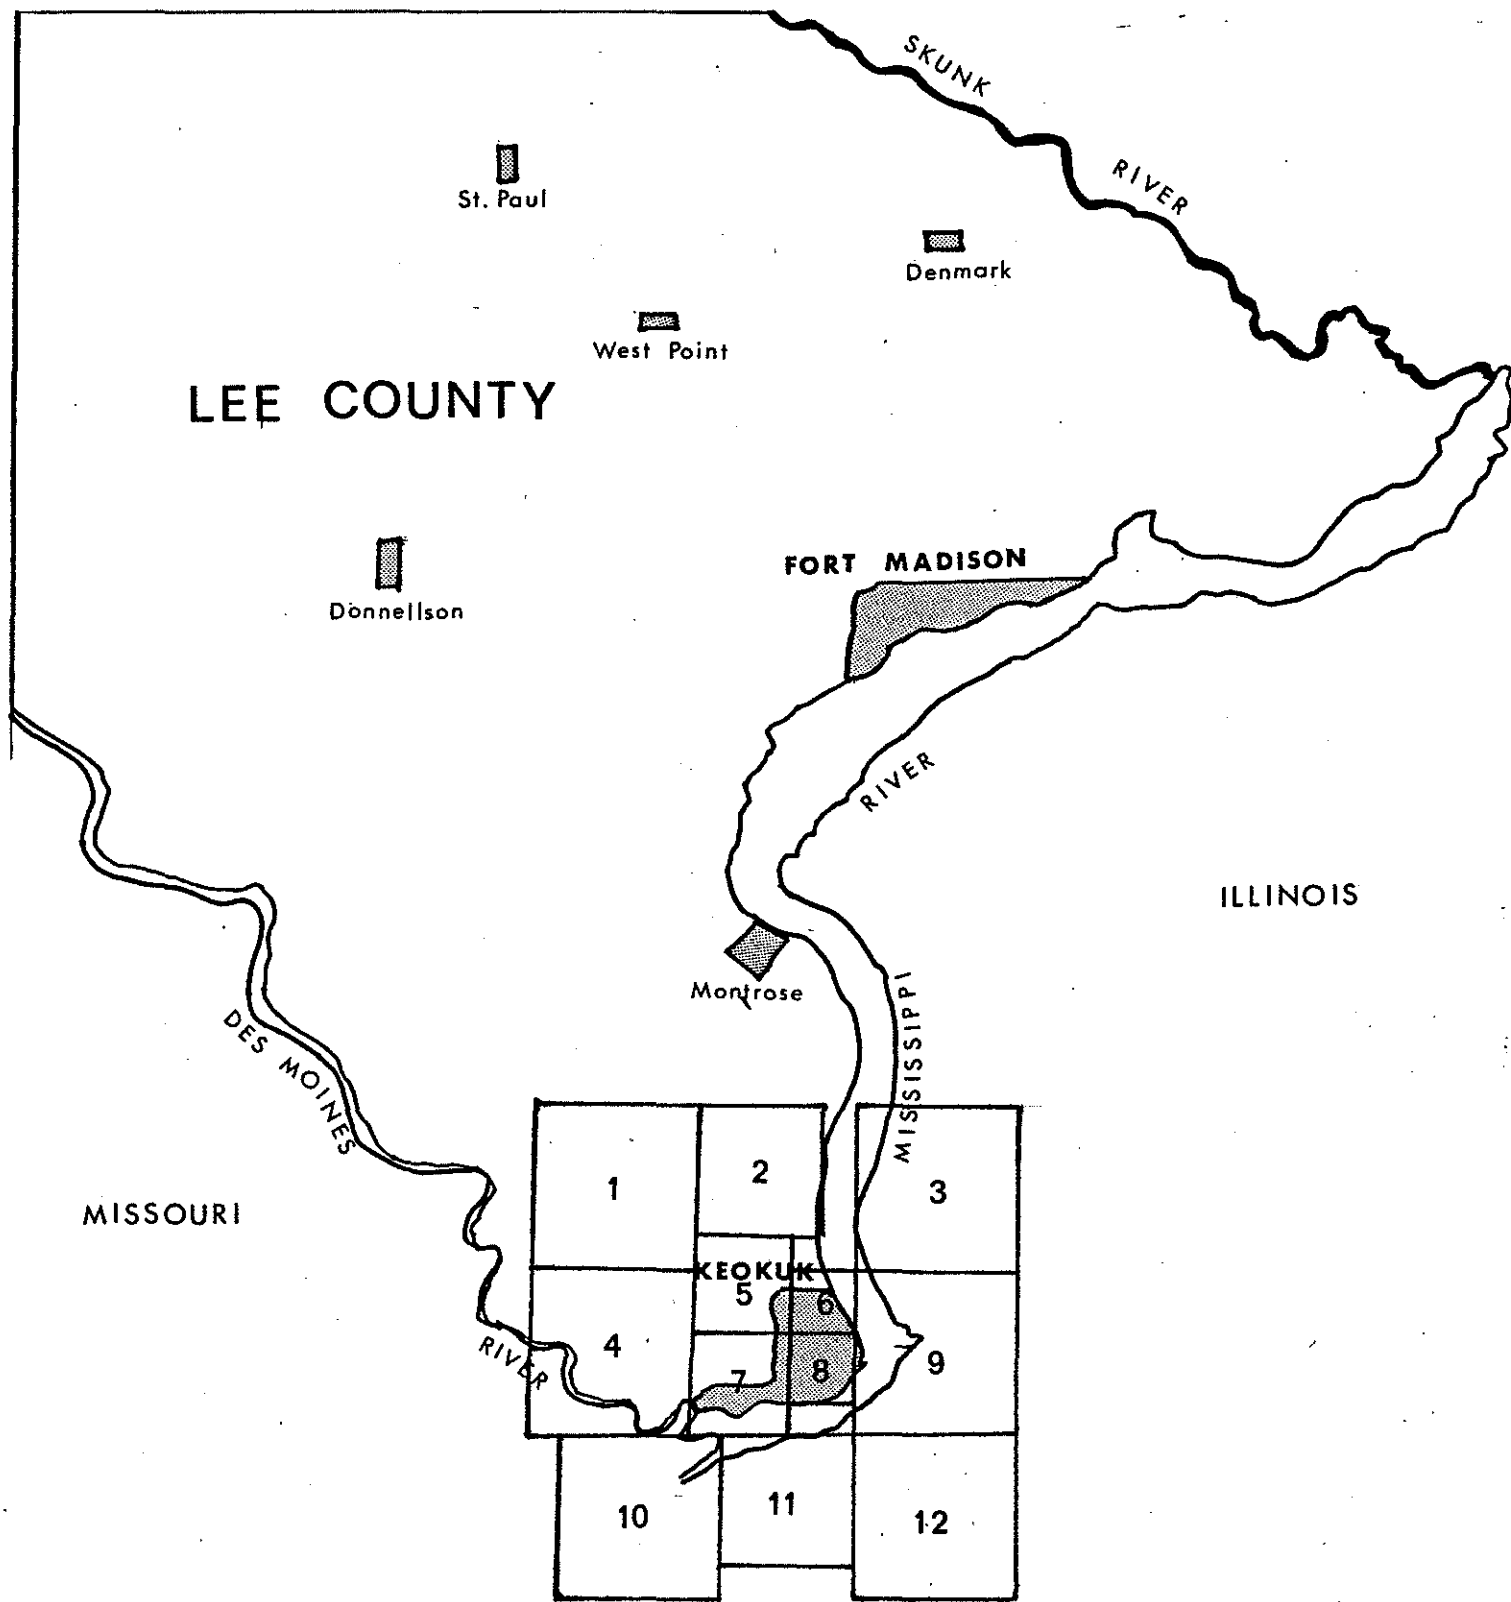 SKUNK
RIVER
St. Paul
Denmark
West Point
LEE COUNTY
FORT MADISON
Donnellson
RIVER
ILLINOIS
MISSISSIPPI
Montrose
DES MOINES
RIVER
MISSOURI
1
2
3
KEOKUK
5
6
4
7
8
9
10
11
12